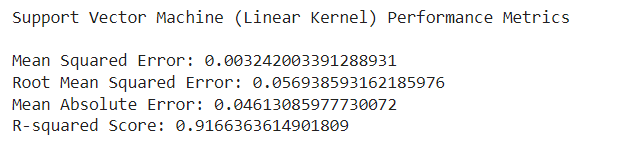 Support Vector Machine (Linear Kernel) Performance Metrics
Mean Squared Error: 0.003242003391288931
Root Mean Squared Error: 0.056938593162185976
Mean Absolute Error: 0.04613085977730072
R-squared Score: 0.9166363614901809